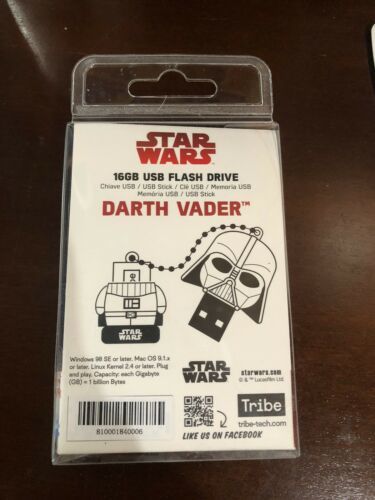 STAR
WARS
16GB USB FLASH DRIVE
Chiave USB / USB Stick / Clé USB / Memoria USB
Memória USB / USB Stick
DARTH VADER™
STAR
WARS
Windows 98 SE or later. Mac OS 9.1.x
or later. Linux Kernel 2.4 or later. Plug
and play. Capacity: each Gigabyte
(GB) = 1 billion Bytes
STAR
WARS
starwars.com
© & ™ Lucasfilm Ltd
810001840006
Tribe
tribe-tech.com
LIKE US ON FACEBOOK